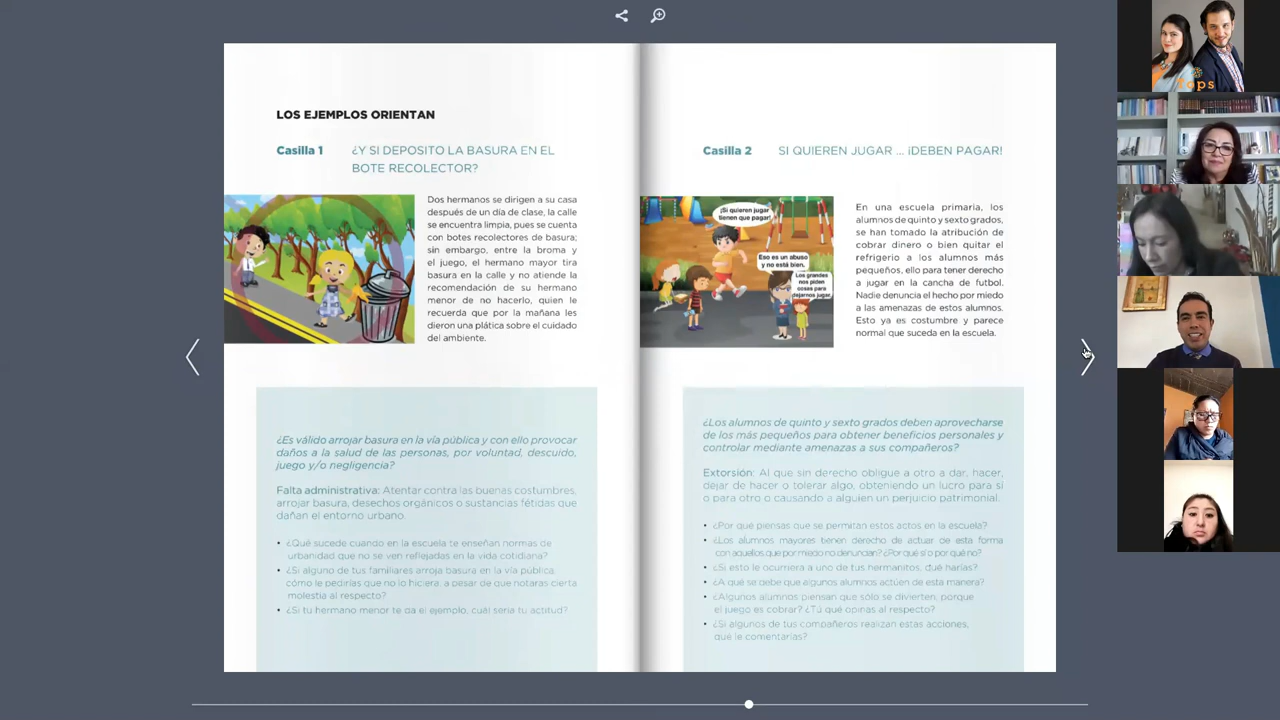 LOS EJEMPLOS ORIENTAN
Casilla 1
¿Y SI DEPOSITO LA BASURA EN EL
BOTE RECOLECTOR?
Dos hermanos se dirigen a su casa
después de un día de clase, la calle
se encuentra limpia, pues se cuenta
con botes recolectores de basura;
sin embargo, entre la broma y
el juego, el hermano mayor tira
basura en la calle y no atiende la
recomendación de su hermano
menor de no hacerlo, quien le
recuerda que por la mañana les
dieron una plática sobre el cuidado
del ambiente.
¿Es válido arrojar basura en la vía pública y con ello provocar
daños a la salud de las personas, por voluntad, descuido,
juego y/o negligencia?
Falta administrativa: Atentar contra las buenas costumbres,
arrojar basura, desechos orgánicos o sustancias fétidas que
dañan el entorno urbano.
• ¿Qué sucede cuando en la escuela te enseñan normas de
urbanidad que no se ven reflejadas en la vida cotidiana?
• ¿Si alguno de tus familiares arroja basura en la vía pública,
cómo le pedirías que no lo hiciera, a pesar de que notaras cierta
molestia al respecto?
• ¿Si tu hermano menor te da el ejemplo, cuál sería tu actitud?
Casilla 2
SI QUIEREN JUGAR ... ¡DEBEN PAGAR!
¡Si quieren jugar
tienen que pagar!
Eso es un abuso
y no está bien.
Los grandes
nos piden
cosas para
dejarnos jugar.
En una escuela primaria, los
alumnos de quinto y sexto grados,
se han tomado la atribución de
cobrar dinero o bien quitar el
refrigerio a los alumnos más
pequeños, ello para tener derecho
a jugar en la cancha de futbol.
Nadie denuncia el hecho por miedo
a las amenazas de estos alumnos.
Esto ya es costumbre y parece
normal que suceda en la escuela.
¿Los alumnos de quinto y sexto grados deben aprovecharse
de los más pequeños para obtener beneficios personales y
controlar mediante amenazas a sus compañeros?
Extorsión: Al que sin derecho obligue a otro a dar, hacer,
dejar de hacer o tolerar algo, obteniendo un lucro para sí
o para otro o causando a alguien un perjuicio patrimonial.
• ¿Por qué piensas que se permitan estos actos en la escuela?
• ¿Los alumnos mayores tienen derecho de actuar de esta forma
con aquellos que por miedo no denuncian? ¿Por qué sí o por qué no?
• ¿Si esto le ocurriera a uno de tus hermanitos, qué harías?
• ¿A qué se debe que algunos alumnos actúen de esta manera?
• ¿Algunos alumnos piensan que sólo se divierten, porque
el juego es cobrar? ¿Tú qué opinas al respecto?
• ¿Si algunos de tus compañeros realizan estas acciones,
qué le comentarías?
Tops